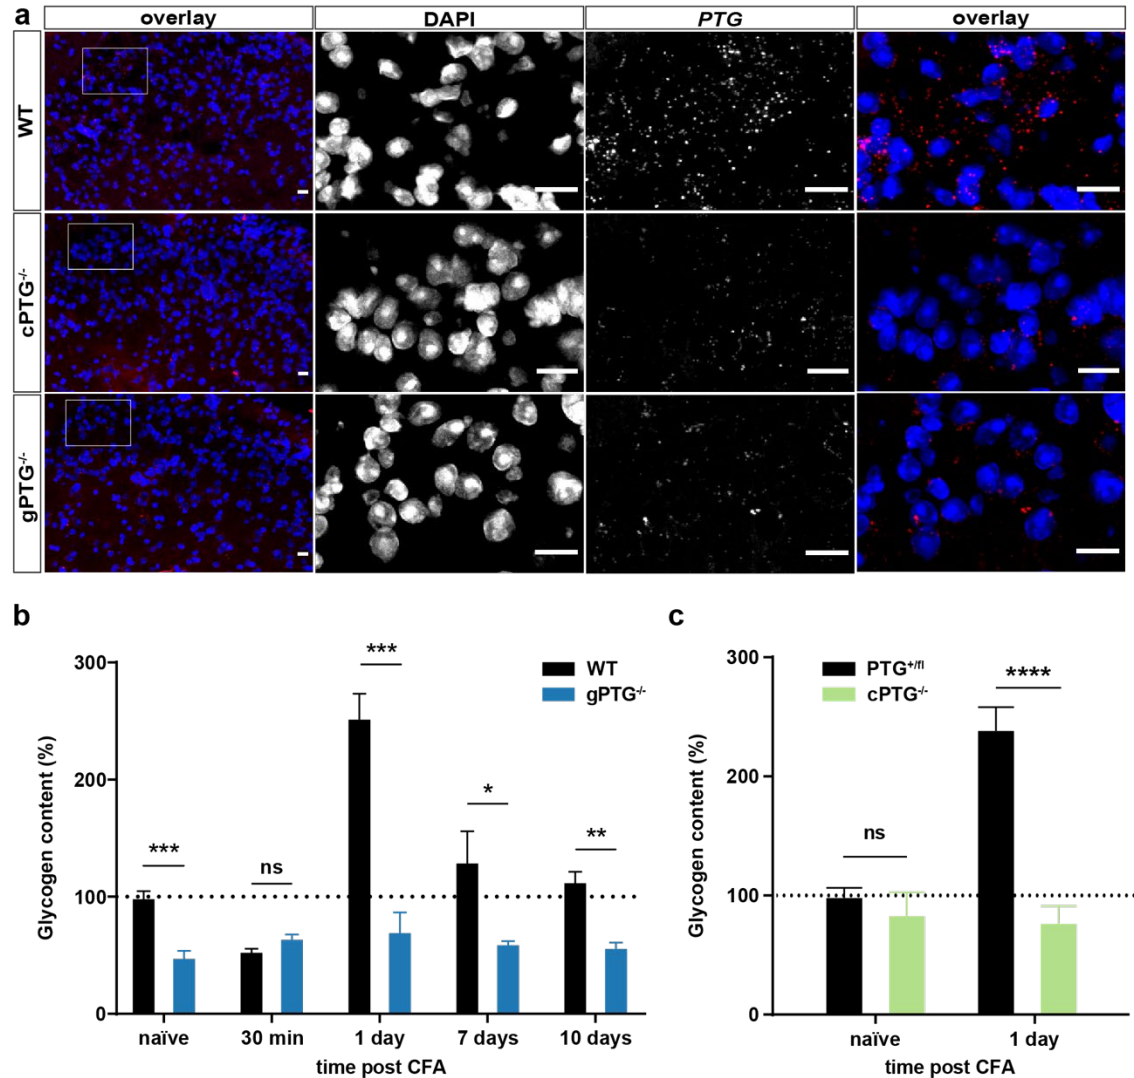 a
overlay DAPI PTG overlay
WT
cPTG-/-
gPTG-/-
b
Glycogen content (%)
300
200
100
0
WT
gPTG-/-
***
ns
***
*
**
naïve 30 min 1 day 7 days 10 days
time post CFA
c
Glycogen content (%)
300
200
100
0
PTG+/fl
cPTG-/-
ns
****
naïve 1 day
time post CFA